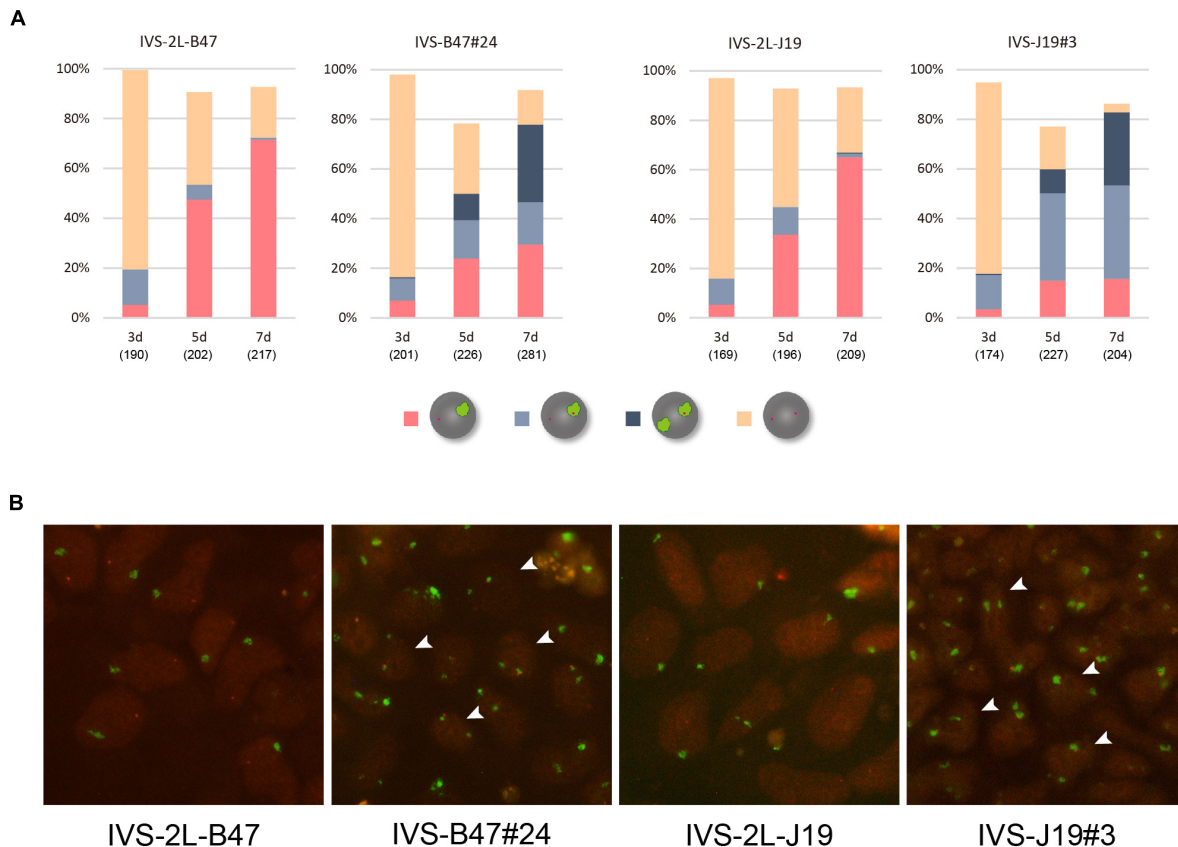 A
IVS-2L-B47
100%
80%
60%
40%
20%
0%
3d
5d
7d
(190)
(202)
(217)
IVS-B47#24
100%
80%
60%
40%
20%
0%
3d
5d
7d
(201)
(226)
(281)
IVS-2L-J19
100%
80%
60%
40%
20%
0%
3d
5d
7d
(169)
(196)
(209)
IVS-J19#3
100%
80%
60%
40%
20%
0%
3d
5d
7d
(174)
(227)
(204)
B
IVS-2L-B47
IVS-B47#24
IVS-2L-J19
IVS-J19#3